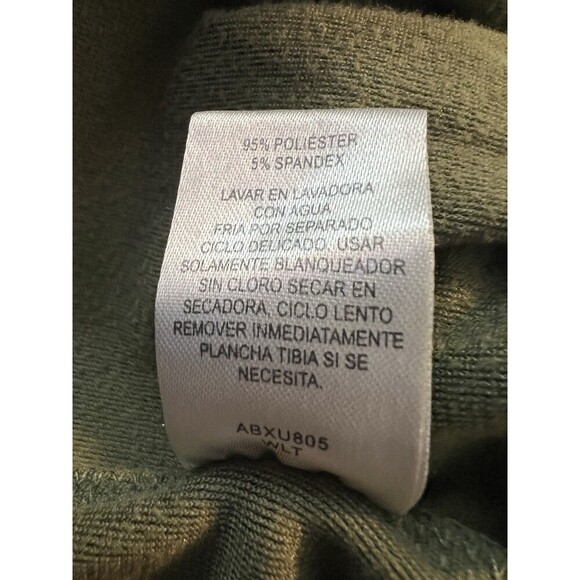 95% POLIESTER
5% SPANDEX
LAVAR EN LAVADORA
CON AGUA
FRIA POR SEPARADO
CICLO DELICADO, USAR
SOLAMENTE BLANQUEADOR
SIN CLORO SECAR EN
SECADORA, CICLO LENTO
REMOVER INMEDIATAMENTE
PLANCHA TIBIA SI SE
NECESITA.
ABXU805
WLT